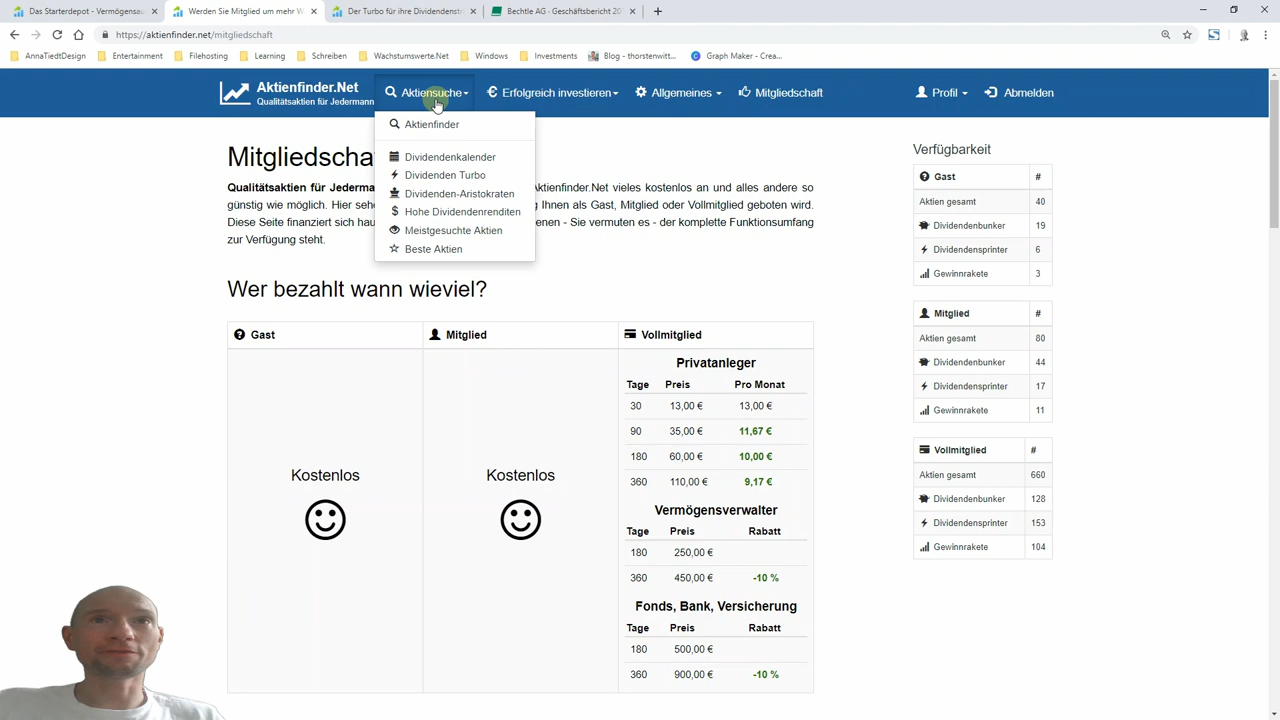 Das Starterdepot - Vermögensau
Werden Sie Mitglied um mehr W
Der Turbo für ihre Dividendenstr
Bechtle AG - Geschäftsbericht 20
https://aktienfinder.net/mitgliedschaft
AnnaTiedtDesign
Entertainment
Filehosting
Learning
Schreiben
Wachstumswerte.Net
Windows
Investments
Blog - thorstenwitt...
Graph Maker - Crea...
Aktienfinder.Net
Qualitätsaktien für Jedermann
Aktiensuche
Erfolgreich investieren
Allgemeines
Mitgliedschaft
Profil
Abmelden
Aktienfinder
Dividendenkalender
Dividenden Turbo
Dividenden-Aristokraten
Hohe Dividendenrenditen
Meistgesuchte Aktien
Beste Aktien
Mitgliedscha
Qualitätsaktien für Jederma Aktienfinder.Net vieles kostenlos an und alles andere so
günstig wie möglich. Hier sehe g Ihnen als Gast, Mitglied oder Vollmitglied geboten wird.
Diese Seite finanziert sich hau enen - Sie vermuten es - der komplette Funktionsumfang
zur Verfügung steht.
Wer bezahlt wann wieviel?
Gast Mitglied Vollmitglied
Kostenlos
Kostenlos
Privatanleger
Tage Preis Pro Monat
30 13,00 € 13,00 €
90 35,00 € 11,67 €
180 60,00 € 10,00 €
360 110,00 € 9,17 €
Vermögensverwalter
Tage Preis Rabatt
180 250,00 €
360 450,00 € -10 %
Fonds, Bank, Versicherung
Tage Preis Rabatt
180 500,00 €
360 900,00 € -10 %
Verfügbarkeit
Gast #
Aktien gesamt 40
Dividendenbunker 19
Dividendensprinter 6
Gewinnrakete 3
Mitglied #
Aktien gesamt 80
Dividendenbunker 44
Dividendensprinter 17
Gewinnrakete 11
Vollmitglied #
Aktien gesamt 660
Dividendenbunker 128
Dividendensprinter 153
Gewinnrakete 104